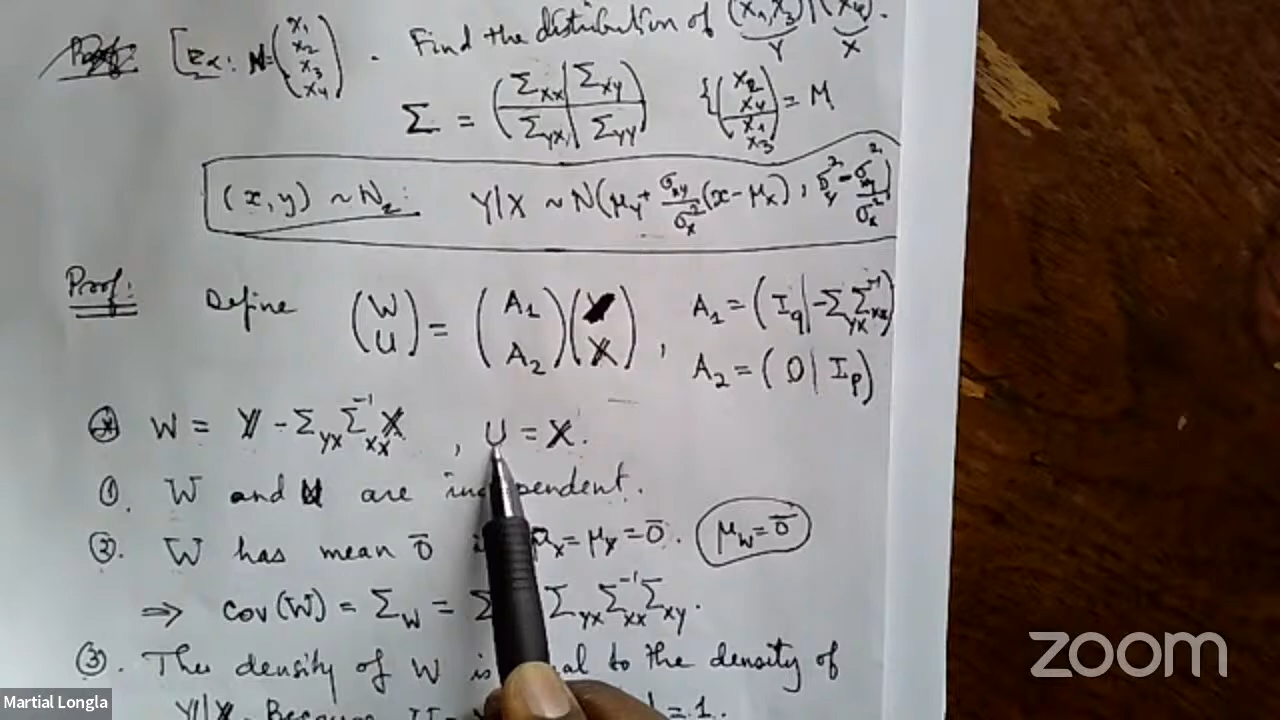 [Ex: M=(x₁ x₂ x₃ x₄). Find the distribution of (x₁,x₃)|(x₂,x₄).
Y X
Σ = (Σxx | Σxy / Σyx | Σyy) {(x₂ x₄ / x₁ x₃) = M
(x,y) ~ N₂: Y|X ~ N(μy + σxy/σx² (x-μx), σy² - σxy²/σx²)
Proof: Define (W U) = (A₁ A₂)(Y X), A₁ = (Iq | -Σyx Σxx⁻¹)
A₂ = (0 | Ip)
W = Y - Σyx Σxx⁻¹ X , U = X.
①. W and U are independent.
②. W has mean 0̄ μx = μy = 0̄. μw = 0̄
⇒ cov(W) = Σw = Σyx Σxx⁻¹ Σxy.
③. The density of W is equal to the density of
Y|X. Because = 1.
Martial Longla
zoom